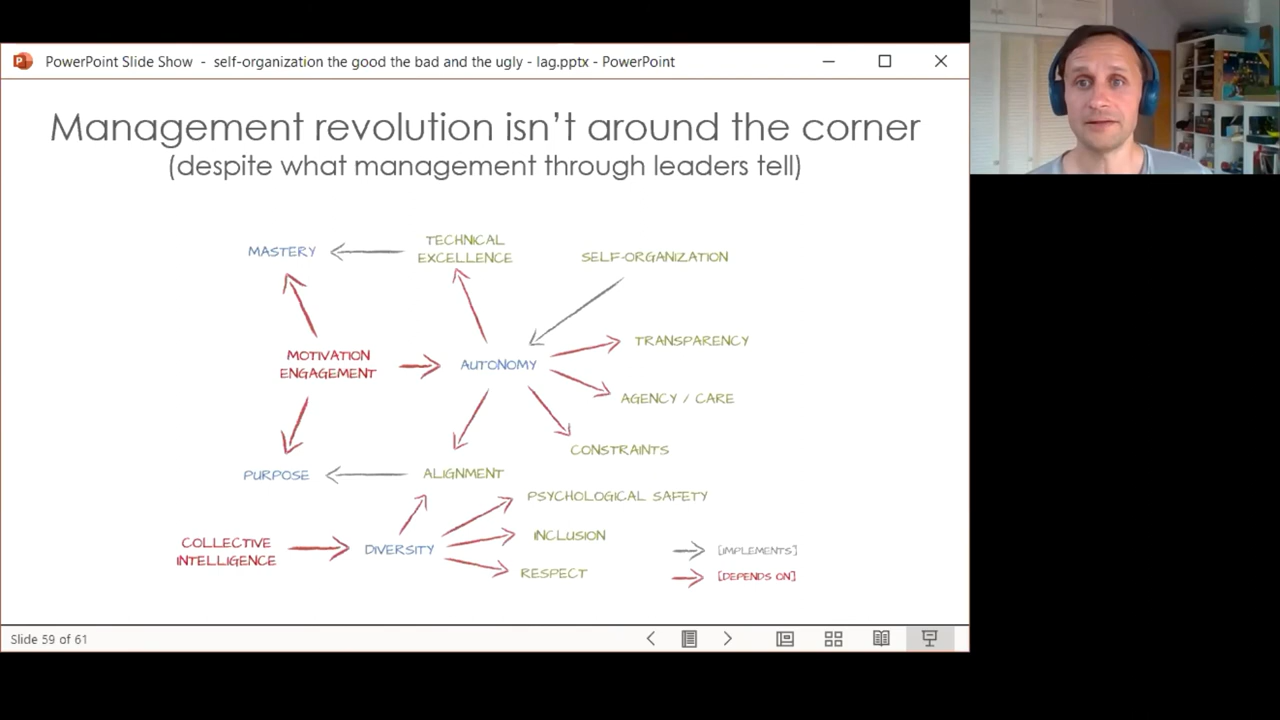 PowerPoint Slide Show - self-organization the good the bad and the ugly - lag.pptx - PowerPoint
Management revolution isn't around the corner
(despite what management through leaders tell)
MASTERY
TECHNICAL
EXCELLENCE
SELF-ORGANIZATION
MOTIVATION
ENGAGEMENT
AUTONOMY
TRANSPARENCY
AGENCY / CARE
CONSTRAINTS
PURPOSE
ALIGNMENT
PSYCHOLOGICAL SAFETY
COLLECTIVE
INTELLIGENCE
DIVERSITY
INCLUSION
RESPECT
[IMPLEMENTS]
[DEPENDS ON]
Slide 59 of 61